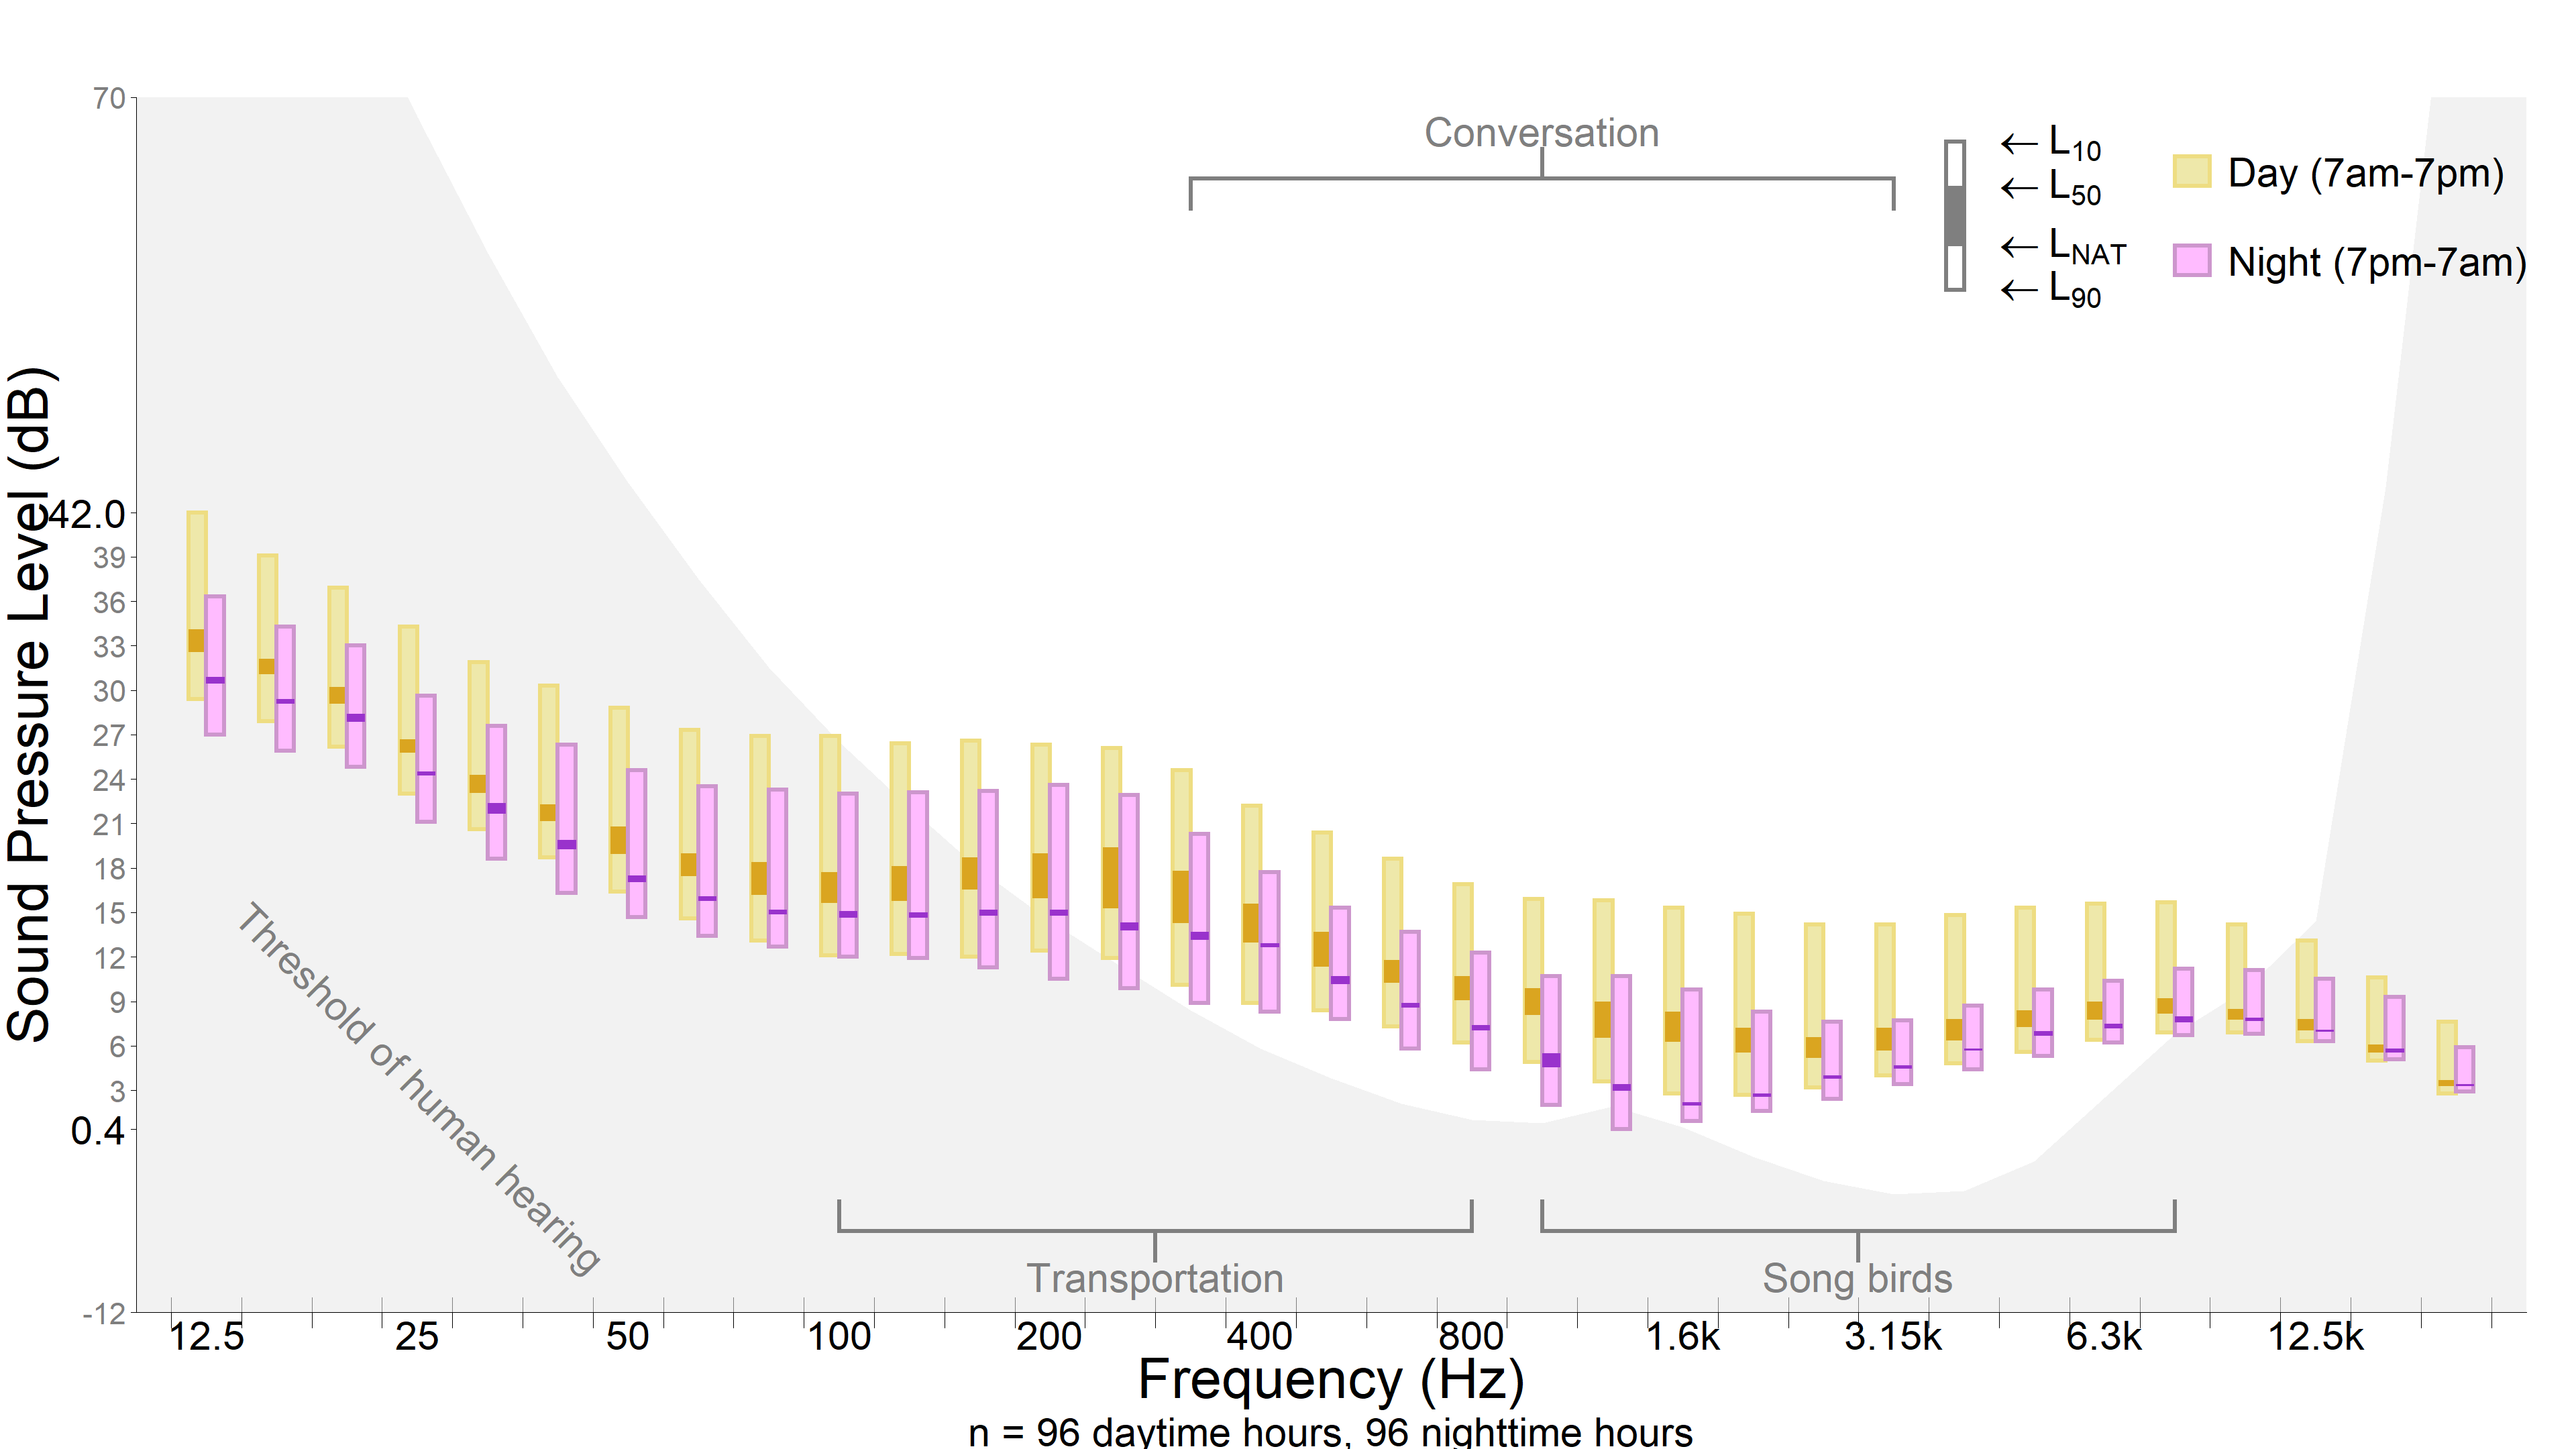 Sound Pressure Level (dB)
70
42.0
39
36
33
30
27
24
21
18
15
12
9
6
3
0.4
-12
Conversation
← L10
← L50
← LNAT
← L90
Day (7am-7pm)
Night (7pm-7am)
Threshold of human hearing
Transportation
Song birds
12.5 25 50 100 200 400 800 1.6k 3.15k 6.3k 12.5k
Frequency (Hz)
n = 96 daytime hours, 96 nighttime hours